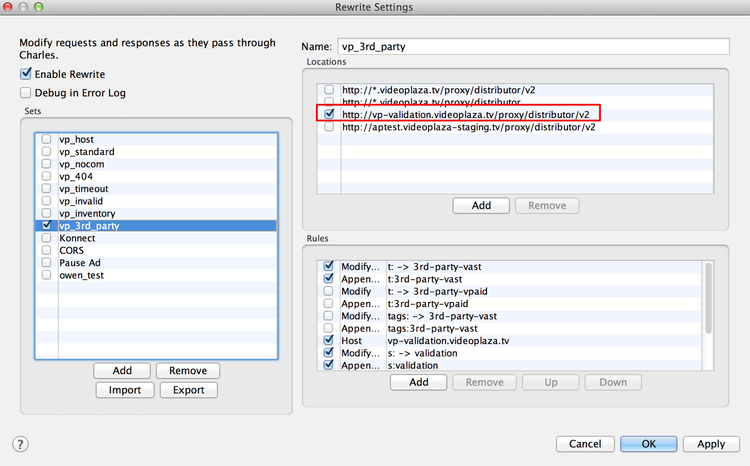 Rewrite Settings
Modify requests and responses as they pass through
Charles.
Enable Rewrite
Debug in Error Log
Sets
vp_host
vp_standard
vp_nocom
vp_404
vp_timeout
vp_invalid
vp_inventory
vp_3rd_party
Konnect
CORS
Pause Ad
owen_test
Add
Remove
Import
Export
Name: vp_3rd_party
Locations
http://*.videoplaza.tv/proxy/distributor/v2
http://*.videoplaza.tv/proxy/distributor
http://vp-validation.videoplaza.tv/proxy/distributor/v2
http://aptest.videoplaza-staging.tv/proxy/distributor/v2
Add
Remove
Rules
Modify... t: -> 3rd-party-vast
Appen... t:3rd-party-vast
Modify t: -> 3rd-party-vpaid
Appen... t:3rd-party-vpaid
Modify... tags: -> 3rd-party-vast
Appen... tags:3rd-party-vast
Host vp-validation.videoplaza.tv
Modify... s: -> validation
Appen... s:validation
Add
Remove
Up
Down
?
Cancel
OK
Apply